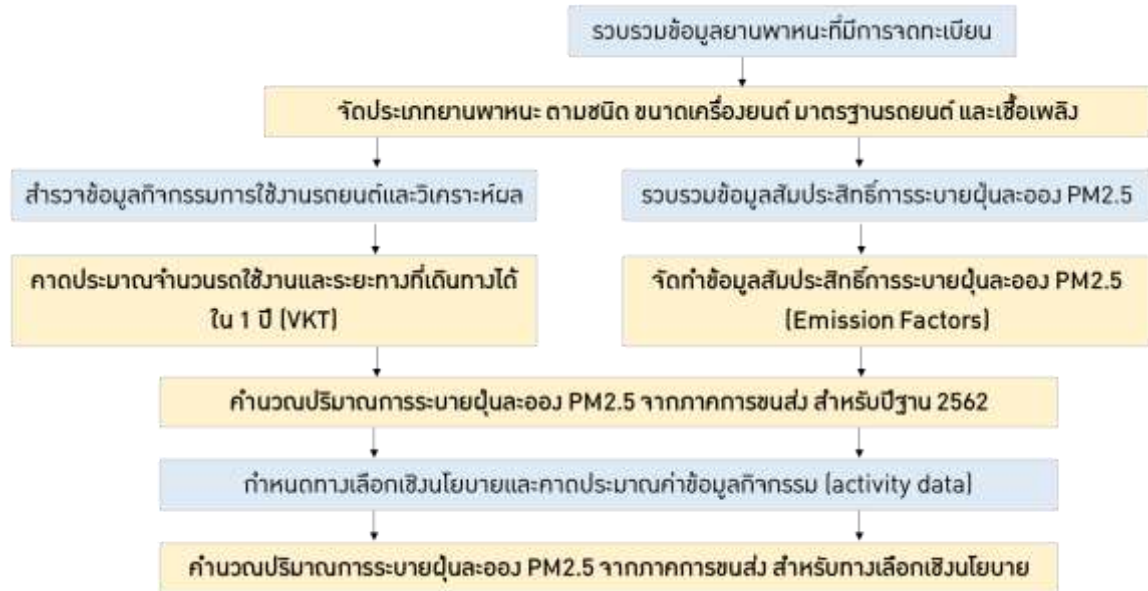 รวบรวมข้อมูลยานพาหนะที่มีการจดทะเบียน
จัดประเภทยานพาหนะ ตามชนิด ขนาดเครื่องยนต์ มาตรฐานรถยนต์ และเชื้อเพลิง
สำรวจข้อมูลกิจกรรมการใช้งานรถยนต์และวิเคราะห์ผล
รวบรวมข้อมูลสัมประสิทธิ์การระบายฝุ่นละออง PM2.5
คาดประมาณจำนวนรถใช้งานและระยะทางที่เดินทางได้
ใน 1 ปี (VKT)
จัดทำข้อมูลสัมประสิทธิ์การระบายฝุ่นละออง PM2.5
(Emission Factors)
คำนวณปริมาณการระบายฝุ่นละออง PM2.5 จากภาคการขนส่ง สำหรับปีฐาน 2562
กำหนดทางเลือกเชิงนโยบายและคาดประมาณค่าข้อมูลกิจกรรม (activity data)
คำนวณปริมาณการระบายฝุ่นละออง PM2.5 จากภาคการขนส่ง สำหรับทางเลือกเชิงนโยบาย